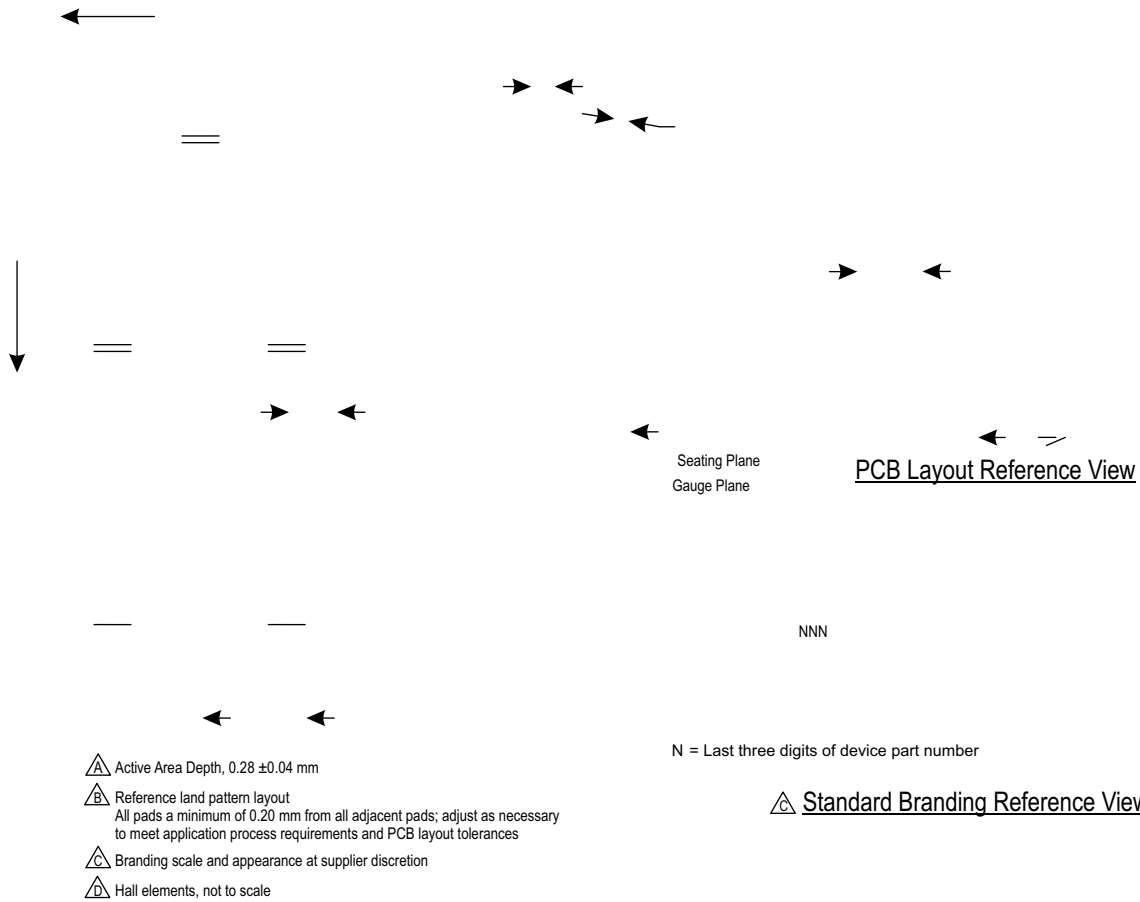 Seating Plane
Gauge Plane
PCB Layout Reference View
NNN
N = Last three digits of device part number
C Standard Branding Reference View
A Active Area Depth, 0.28 ±0.04 mm
B Reference land pattern layout
All pads a minimum of 0.20 mm from all adjacent pads; adjust as necessary
to meet application process requirements and PCB layout tolerances
C Branding scale and appearance at supplier discretion
D Hall elements, not to scale